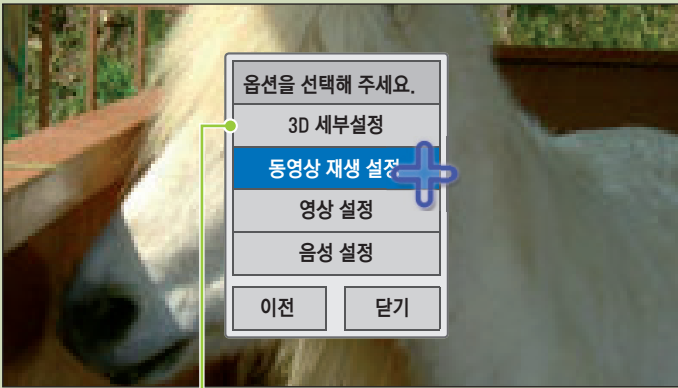 옵션을 선택해 주세요.
3D 세부설정
동영상 재생 설정
영상 설정
음성 설정
이전
닫기